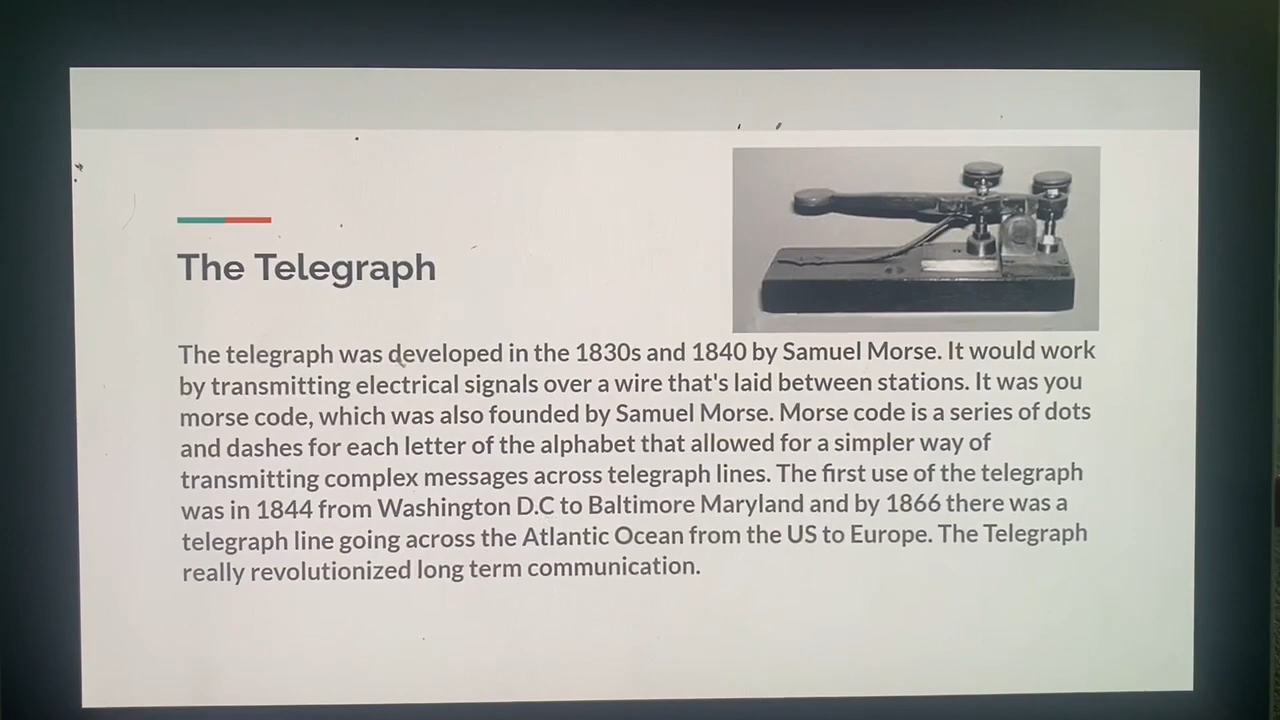 The Telegraph
The telegraph was developed in the 1830s and 1840 by Samuel Morse. It would work
by transmitting electrical signals over a wire that's laid between stations. It was you
morse code, which was also founded by Samuel Morse. Morse code is a series of dots
and dashes for each letter of the alphabet that allowed for a simpler way of
transmitting complex messages across telegraph lines. The first use of the telegraph
was in 1844 from Washington D.C to Baltimore Maryland and by 1866 there was a
telegraph line going across the Atlantic Ocean from the US to Europe. The Telegraph
really revolutionized long term communication.